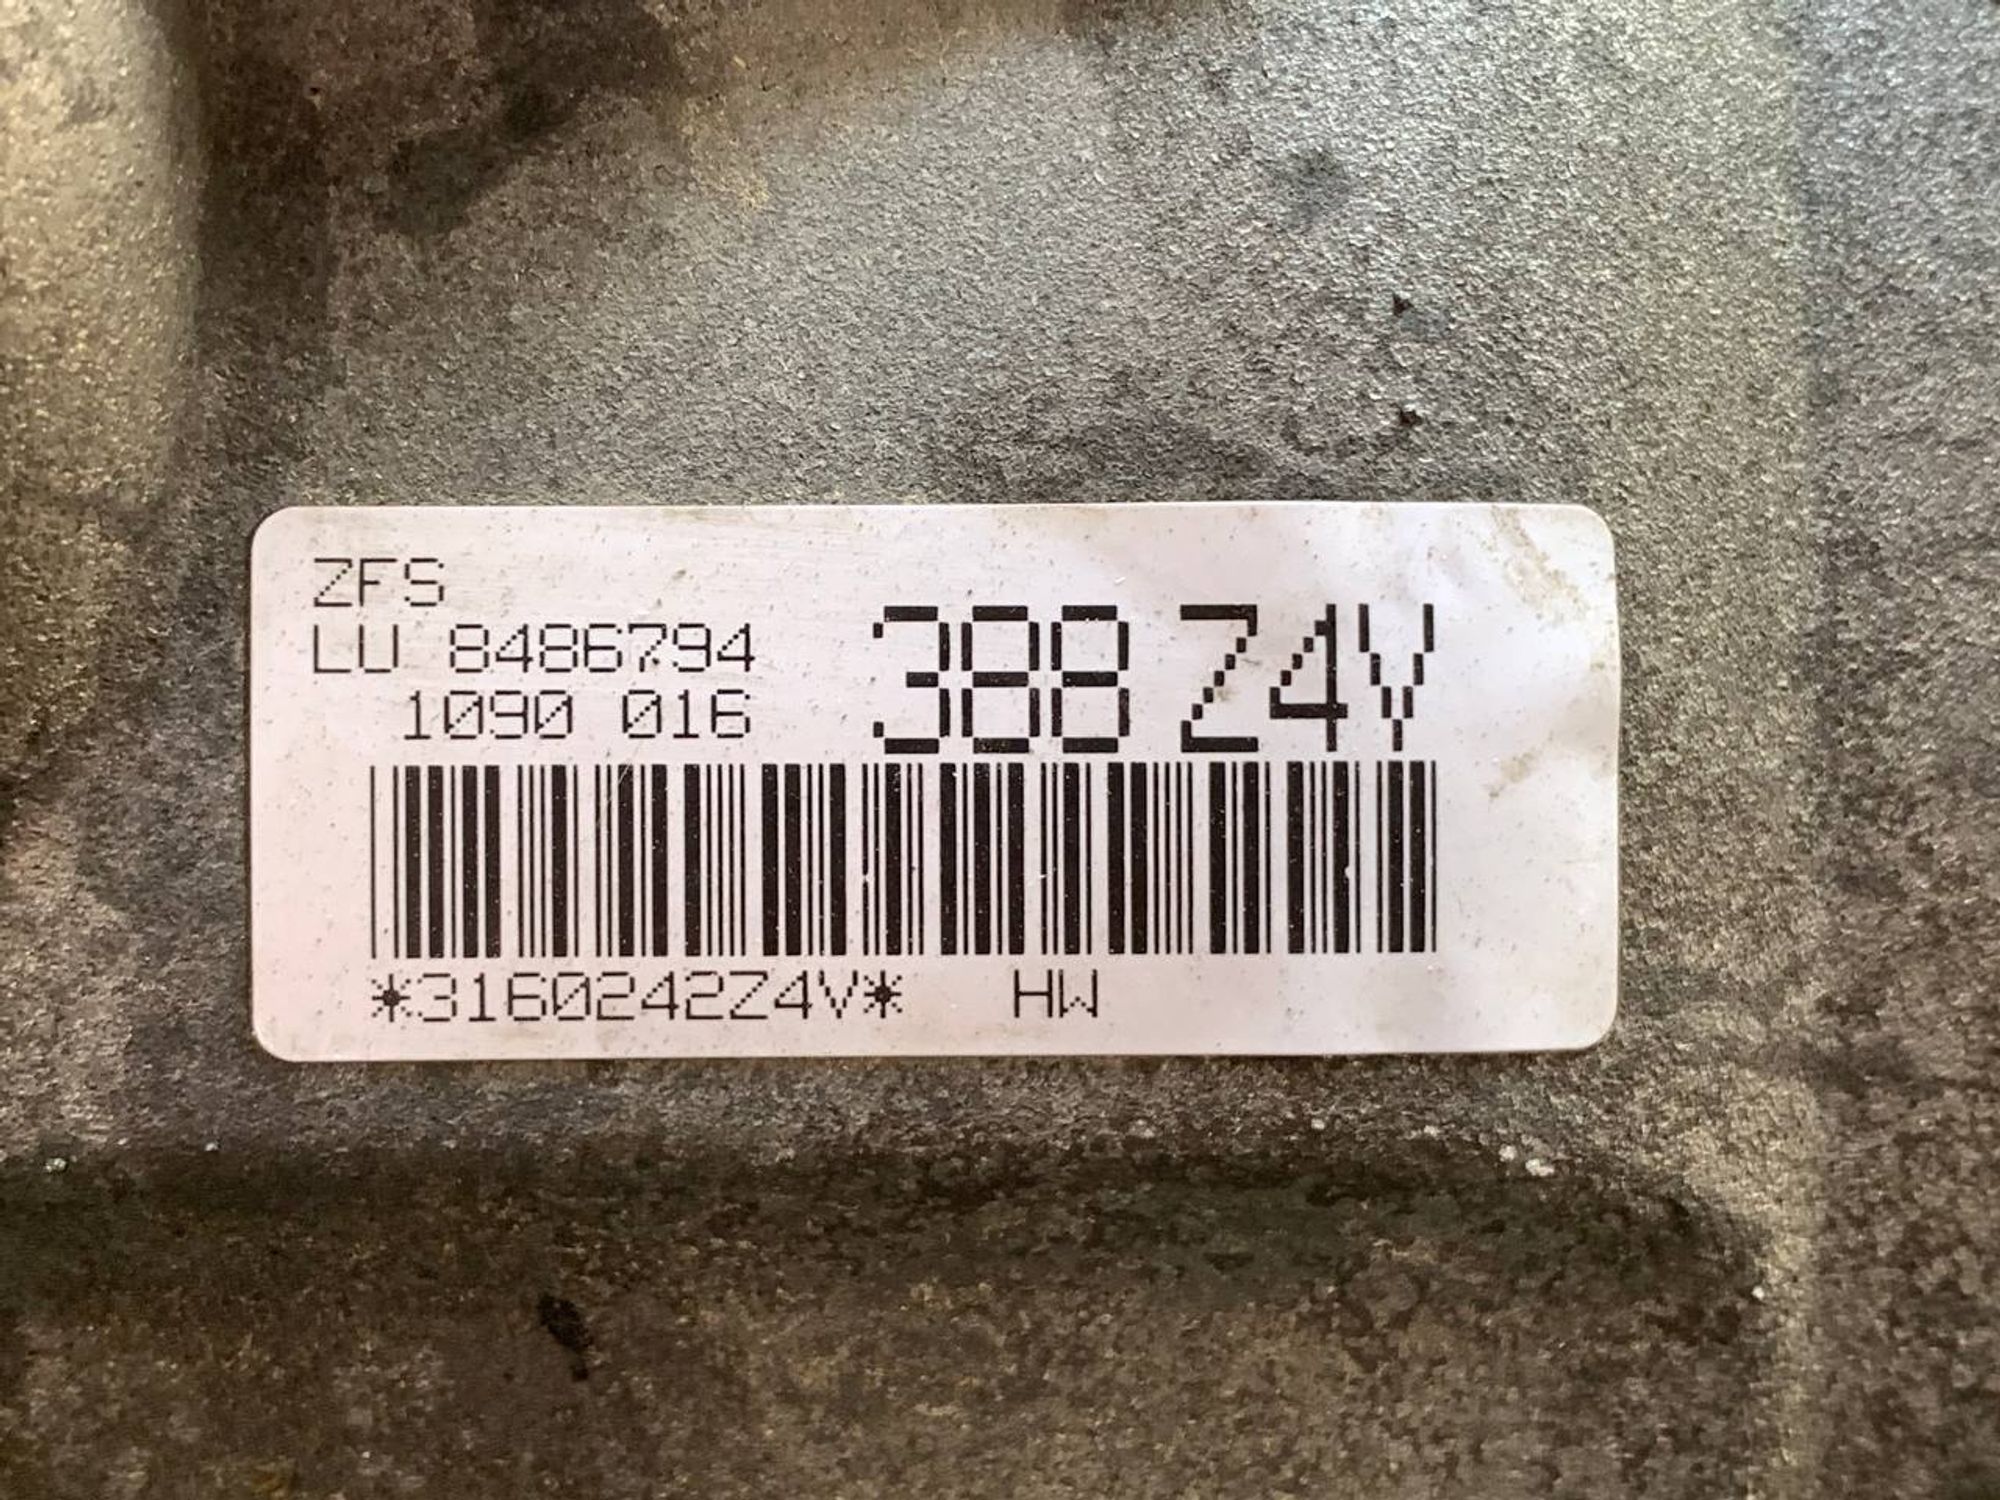 ZFS
LU 8486794
1090 016
388 Z4V
*3160242Z4V* HW